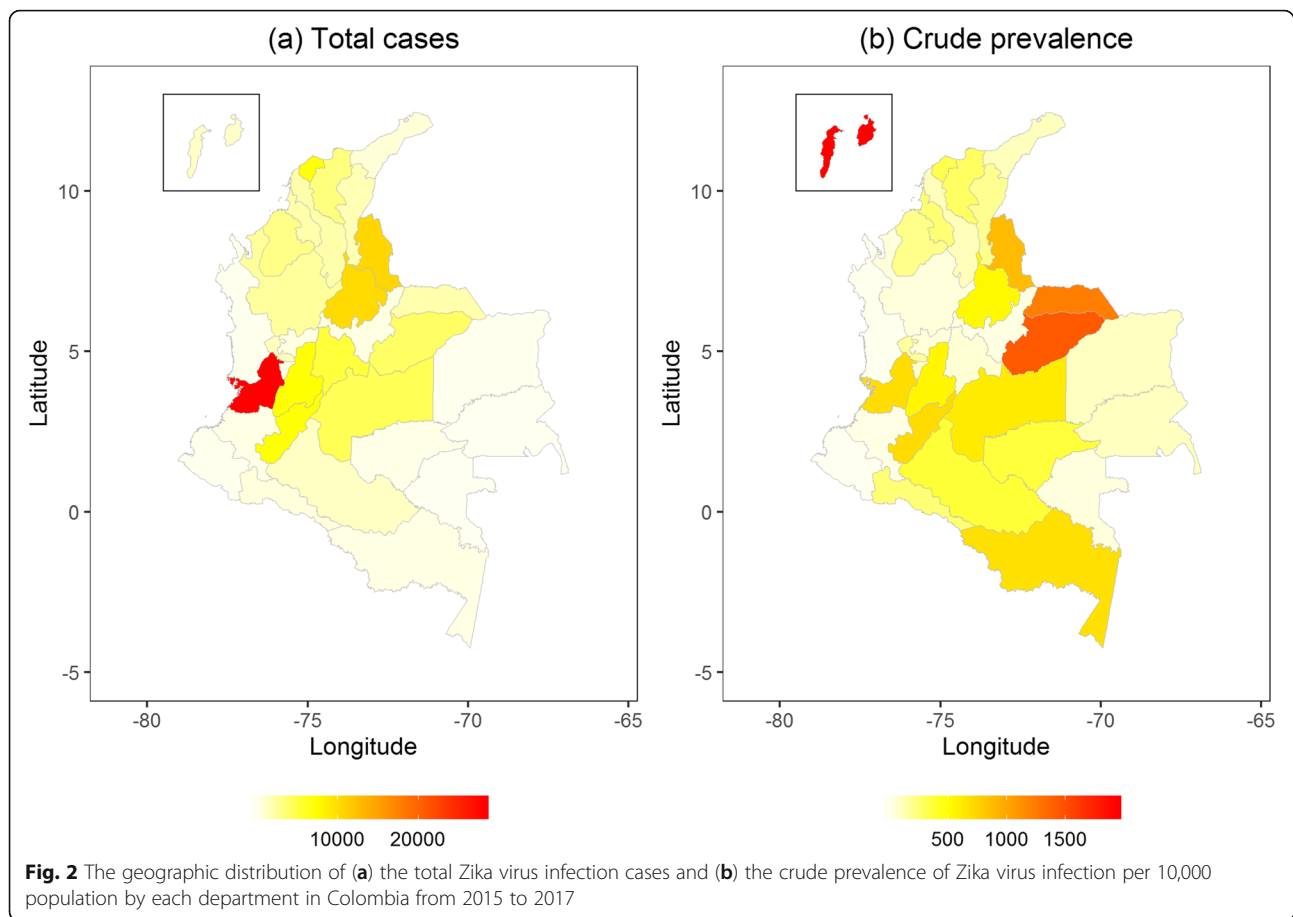 (a) Total cases
(b) Crude prevalence
Latitude
10
5
0
-5
-80 -75 -70 -65
Longitude
10000 20000
Latitude
10
5
0
-5
-80 -75 -70 -65
Longitude
500 1000 1500
Fig. 2 The geographic distribution of (a) the total Zika virus infection cases and (b) the crude prevalence of Zika virus infection per 10,000
population by each department in Colombia from 2015 to 2017